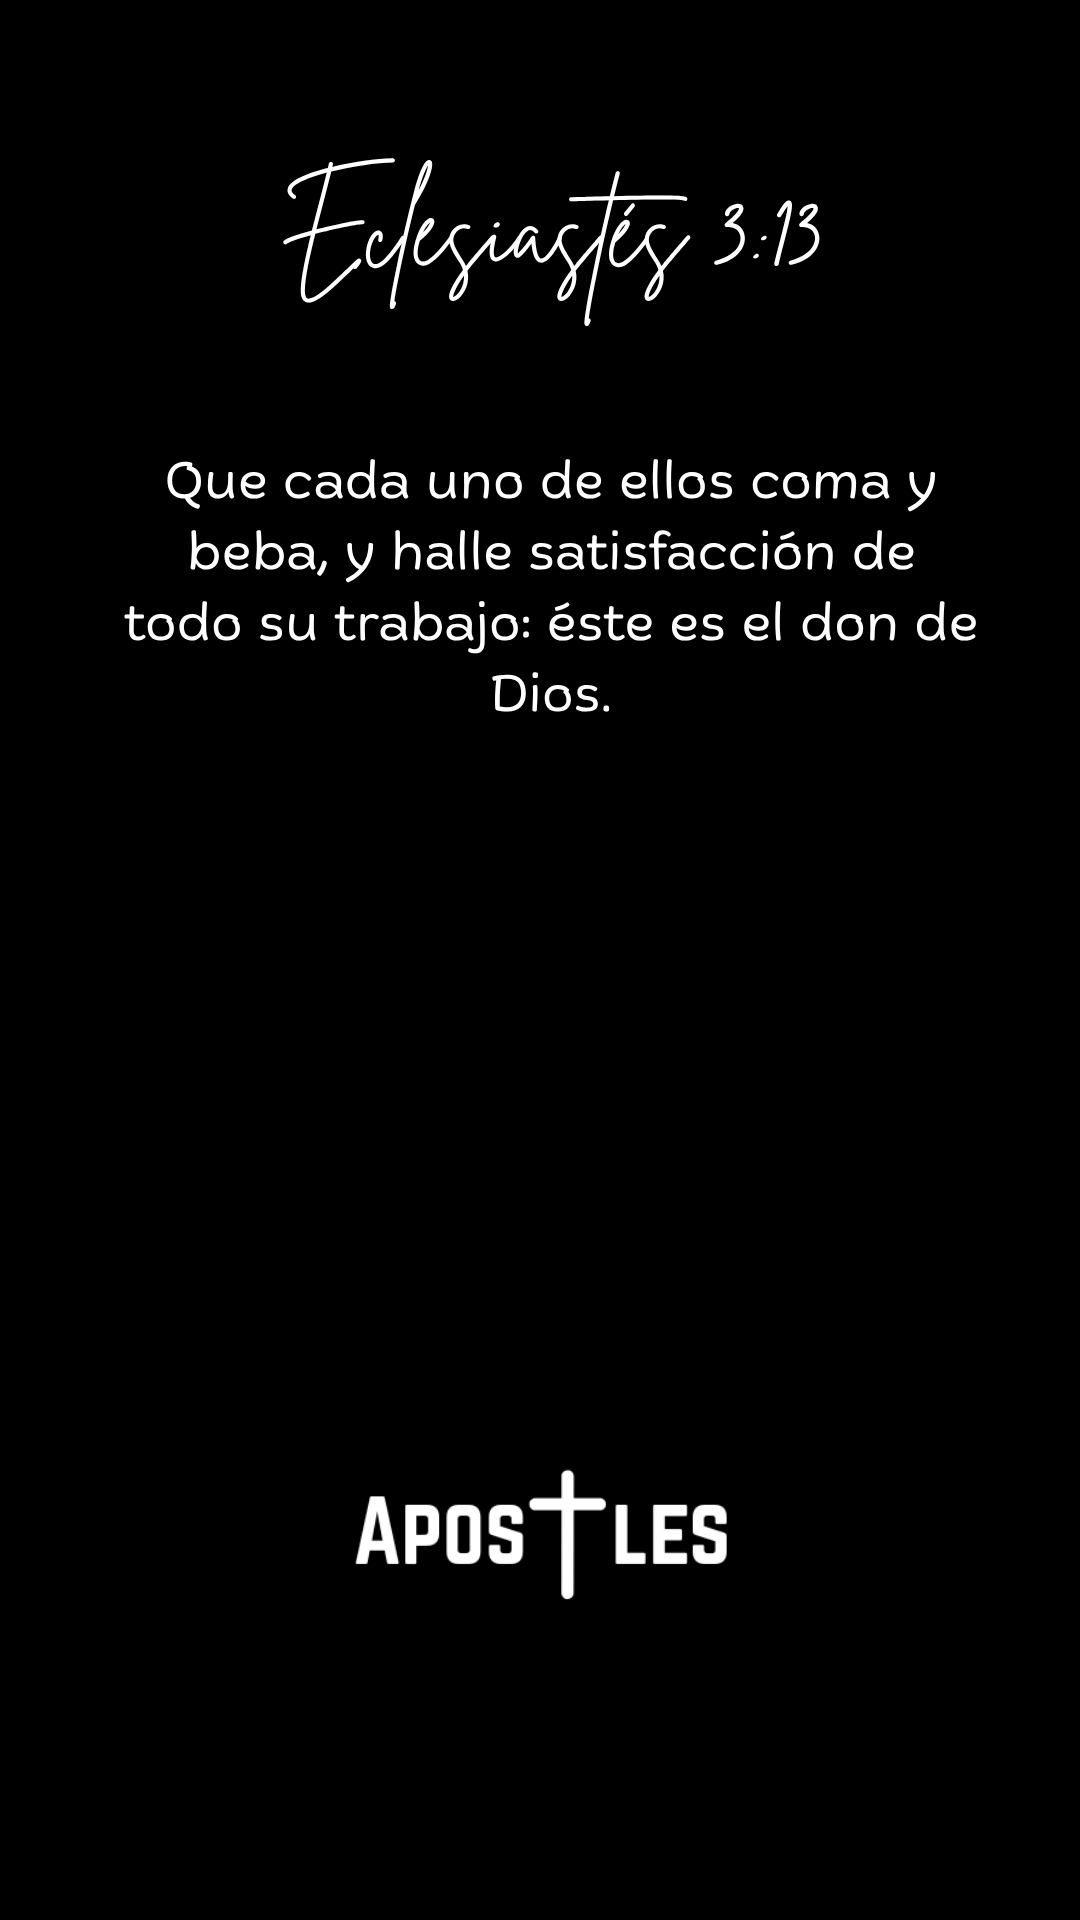 Eclesiastés 3:13
Que cada uno de ellos coma y
beba, y halle satisfacción de
todo su trabajo: éste es el don de
Dios.
APOSTLES